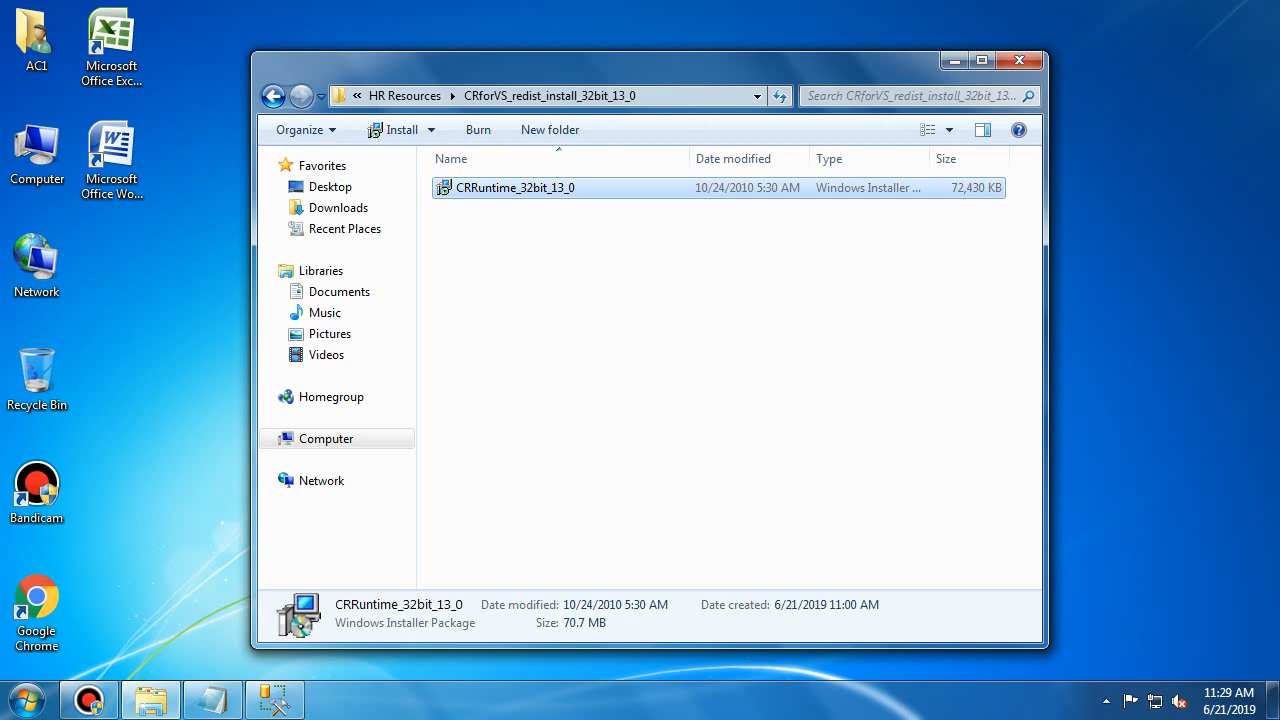 AC1
Microsoft
Office Exc...
Computer
Microsoft
Office Wo...
Network
Recycle Bin
Bandicam
Google
Chrome
« HR Resources CRforVS_redist_install_32bit_13_0
Search CRforVS_redist_install_32bit_13...
Organize Install Burn New folder
Favorites
Desktop
Downloads
Recent Places
Libraries
Documents
Music
Pictures
Videos
Homegroup
Computer
Network
Name Date modified Type Size
CRRuntime_32bit_13_0 10/24/2010 5:30 AM Windows Installer ... 72,430 KB
CRRuntime_32bit_13_0 Date modified: 10/24/2010 5:30 AM Date created: 6/21/2019 11:00 AM
Windows Installer Package Size: 70.7 MB
11:29 AM
6/21/2019